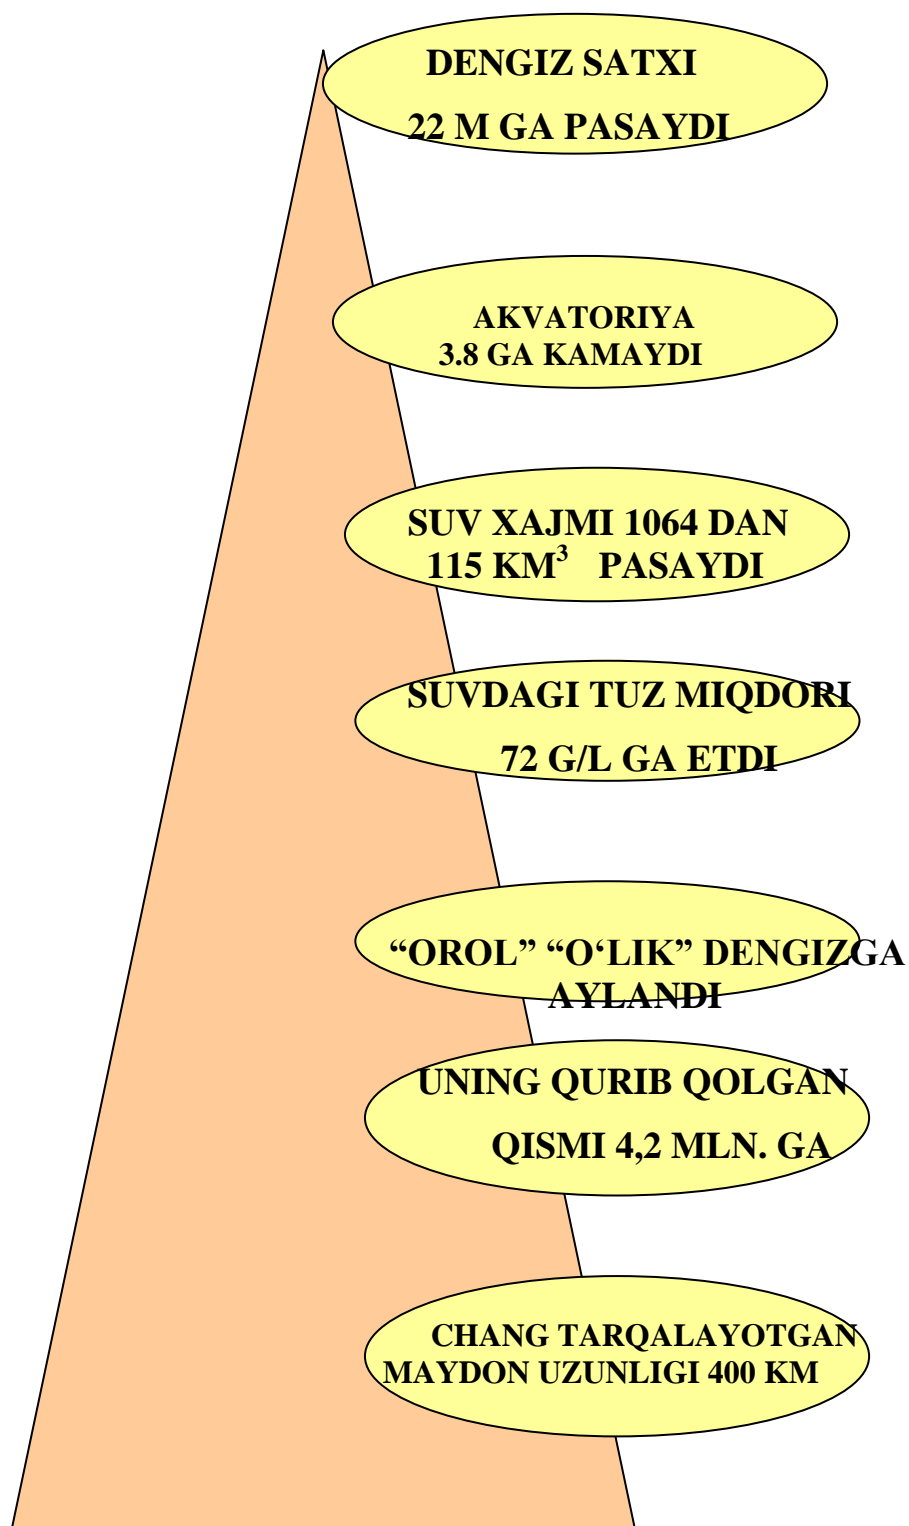 DENGIZ SATXI
22 M GA PASAYDI
AKVATORIYA
3.8 GA KAMAYDI
SUV XAJMI 1064 DAN
115 KM³ PASAYDI
SUVDAGI TUZ MIQDORI
72 G/L GA ETDI
“OROL” “O‘LIK” DENGIZGA
AYLANDI
UNING QURIB QOLGAN
QISMI 4,2 MLN. GA
CHANG TARQALAYOTGAN
MAYDON UZUNLIGI 400 KM